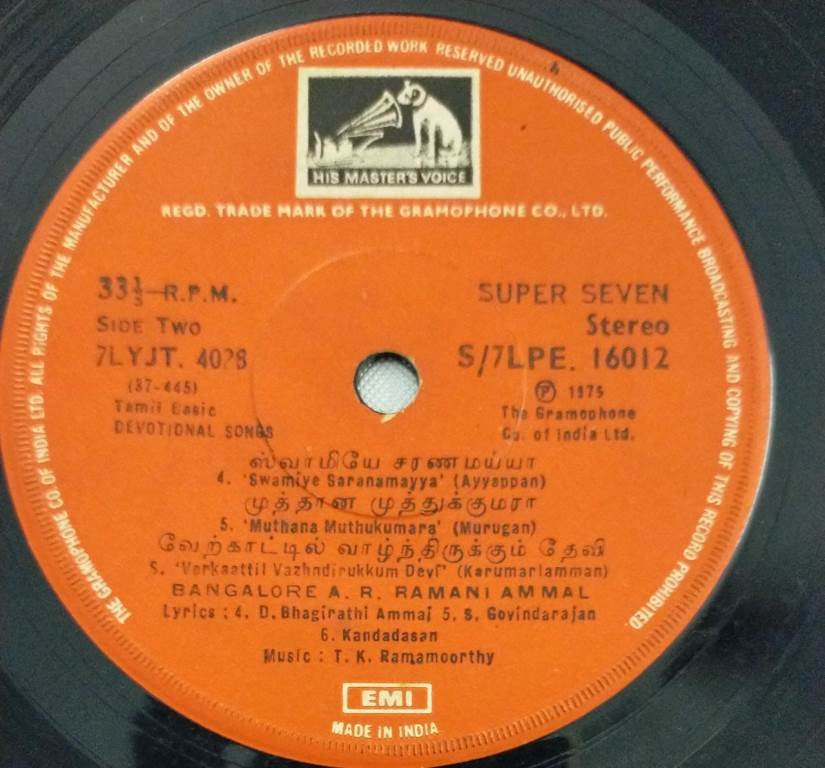 THE GRAMOPHONE CO OF INDIA LTD. ALL RIGHTS OF THE MANUFACTURER AND OF THE OWNER OF THE RECORDED WORK RESERVED UNAUTHORISED PUBLIC PERFORMANCE BROADCASTING AND COPYING OF THIS RECORD PROHIBITED.
HIS MASTER'S VOICE
REGD. TRADE MARK OF THE GRAMOPHONE CO., LTD.
33⅓ R.P.M.
SIDE TWO
7LYJT. 4028
(37-445)
Tamil Basic
DEVOTIONAL SONGS
SUPER SEVEN
Stereo
S/7LPE. 16012
Ⓟ 1975
The Gramophone
Co. of India Ltd.
ஸ்வாமியே சரணமய்யா
4. 'Swamiye Saranamayya' (Ayyappan)
முத்தான முத்துக்குமரா
5. 'Muthana Muthukumara' (Murugan)
வேற்காட்டில் வாழ்ந்திருக்கும் தேவி
6. 'Verkaattil Vazhndirukkum Devi' (Karumariamman)
BANGALORE A. R. RAMANI AMMAL
Lyrics : 4. D. Bhagirathi Ammal 5. S. Govindarajan
6. Kandadasan
Music : T. K. Ramamoorthy
EMI
MADE IN INDIA